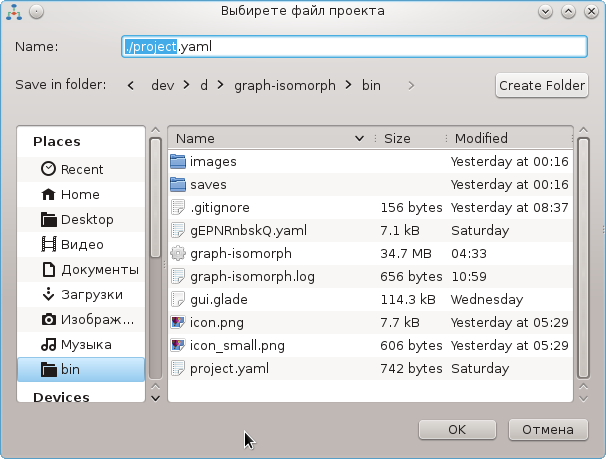 Выбирете файл проекта
Name: ./project.yaml
Save in folder: dev d graph-isomorph bin Create Folder
Places
Recent
Home
Desktop
Видео
Документы
Загрузки
Изображ...
Музыка
bin
Devices
Name Size Modified
images Yesterday at 00:16
saves Yesterday at 00:16
.gitignore 156 bytes Yesterday at 08:37
gEPNRnbskQ.yaml 7.1 kB Saturday
graph-isomorph 34.7 MB 04:33
graph-isomorph.log 656 bytes 10:59
gui.glade 114.3 kB Wednesday
icon.png 7.7 kB Yesterday at 05:29
icon_small.png 606 bytes Yesterday at 05:29
project.yaml 742 bytes Saturday
OK Отмена